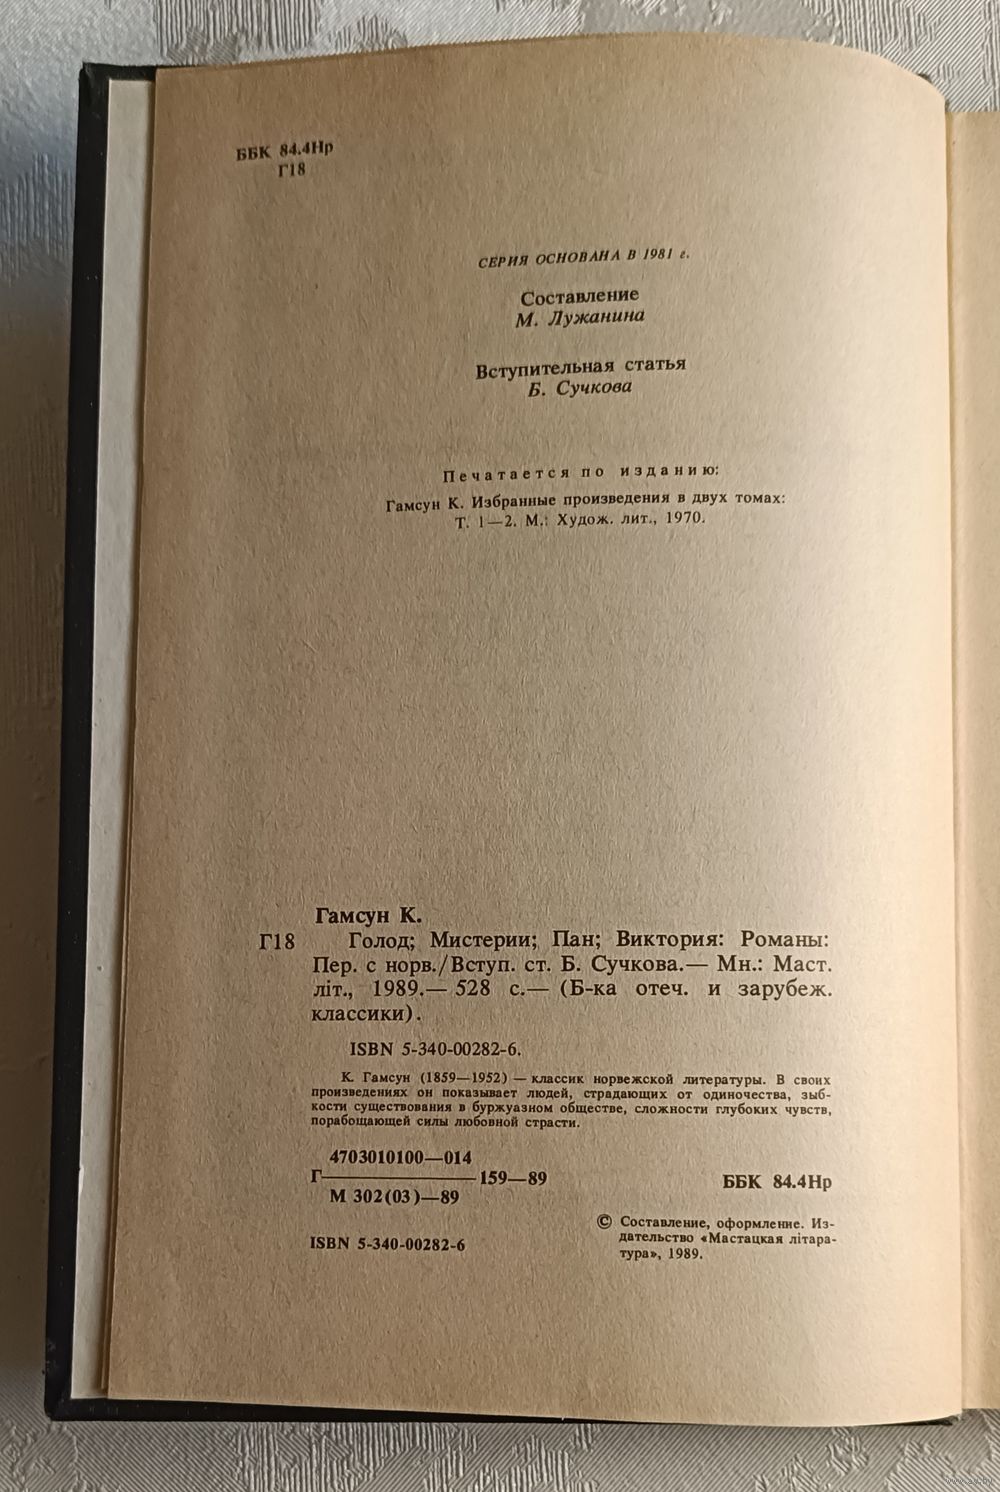 ББК 84.4Нр
Г18
СЕРИЯ ОСНОВАНА В 1981 г.
Составление
М. Лужанина
Вступительная статья
Б. Сучкова
Печатается по изданию:
Гамсун К. Избранные произведения в двух томах:
Т. 1—2. М.: Худож. лит., 1970.
Гамсун К.
Г18 Голод; Мистерии; Пан; Виктория: Романы:
Пер. с норв./Вступ. ст. Б. Сучкова.— Мн.: Маст.
літ., 1989.— 528 с.— (Б-ка отеч. и зарубеж.
классики).
ISBN 5-340-00282-6.
К. Гамсун (1859—1952) — классик норвежской литературы. В своих
произведениях он показывает людей, страдающих от одиночества, зыб-
кости существования в буржуазном обществе, сложности глубоких чувств,
порабощающей силы любовной страсти.
4703010100—014
Г 159—89
М 302(03)—89
ББК 84.4Нр
ISBN 5-340-00282-6
© Составление, оформление. Из-
дательство «Мастацкая літара-
тура», 1989.